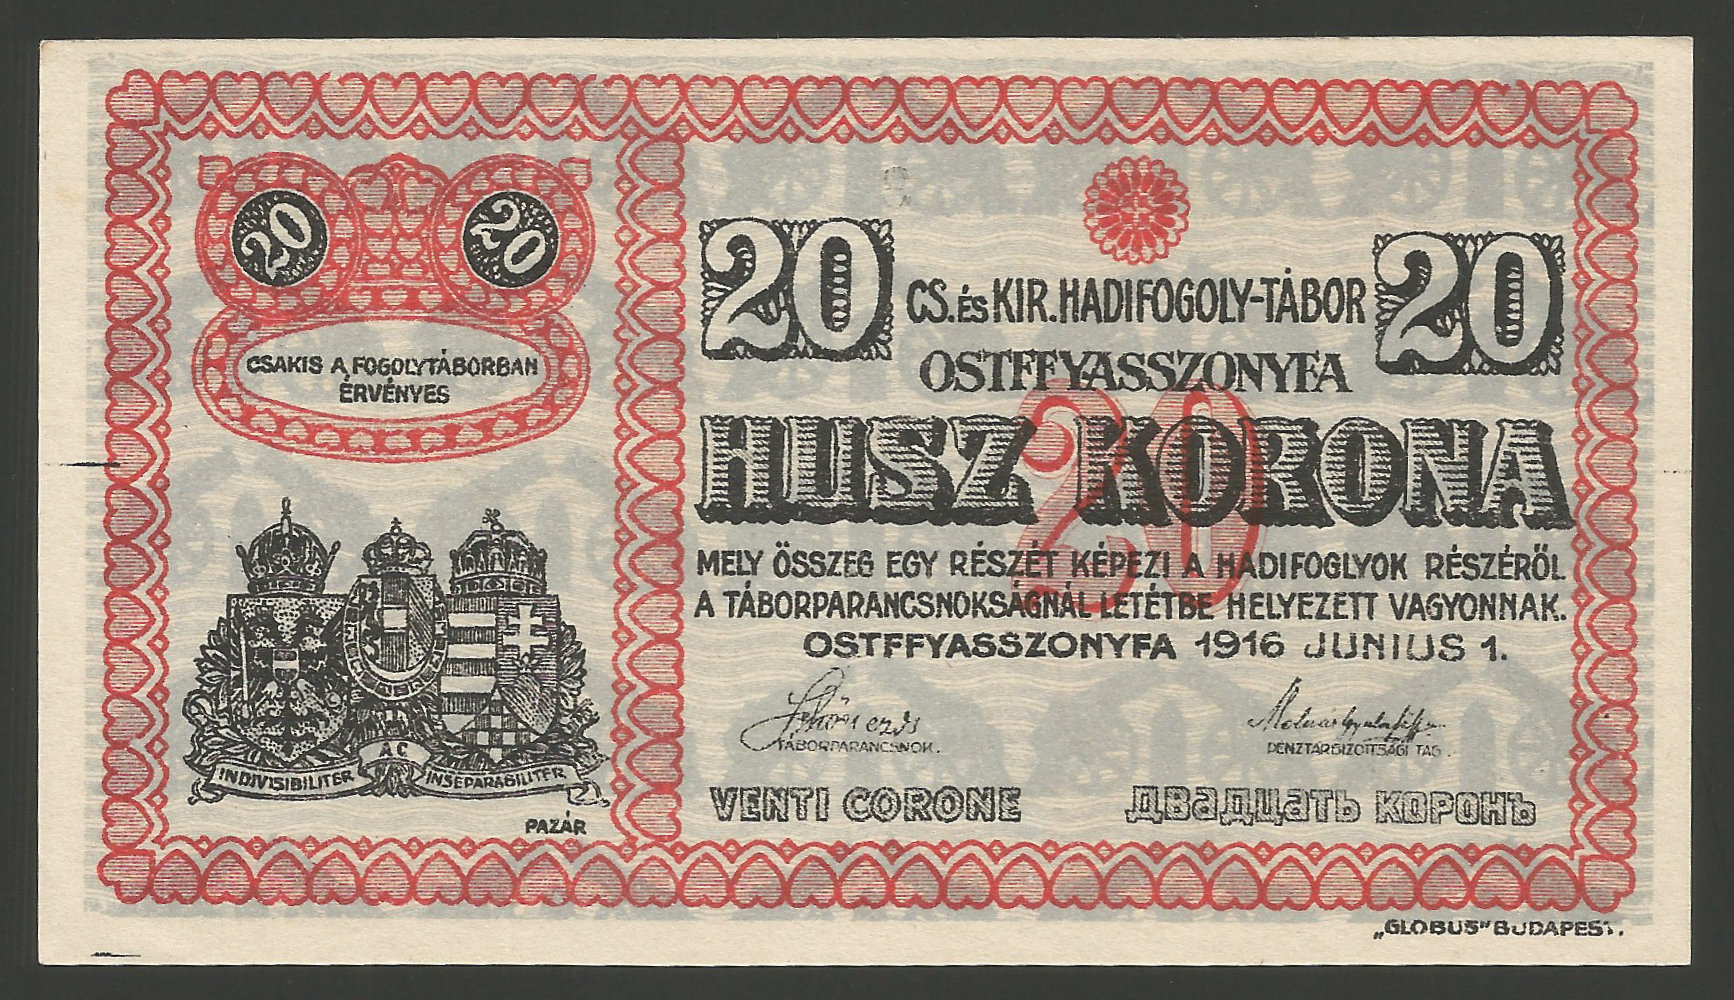 20 20
CSAKIS A FOGOLYTÁBORBAN
ÉRVÉNYES
INDIVISIBILITER AC INSEPARABILITER
PAZÁR
20 20
CS. és KIR. HADIFOGOLY-TÁBOR
OSTFFYASSZONYFA
20
HUSZ KORONA
MELY ÖSSZEG EGY RÉSZÉT KÉPEZI A HADIFOGLYOK RÉSZÉRŐL
A TÁBORPARANCSNOKSÁGNÁL LETÉTBE HELYEZETT VAGYONNAK.
OSTFFYASSZONYFA 1916 JUNIUS 1.
TÁBORPARANCSNOK. PÉNZTÁRBIZOTTSÁGI TAG.
VENTI CORONE ДВАДЦАТЬ КОРОНЪ
„GLOBUS" BUDAPEST.